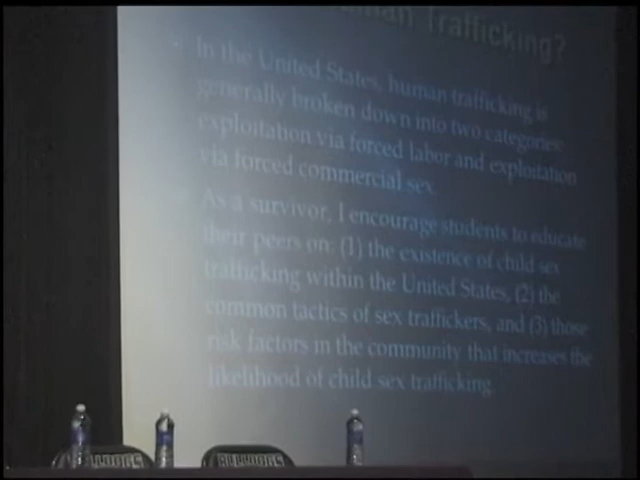 Human Trafficking?
In the United States, human trafficking is
generally broken down into two categories:
exploitation via forced labor and exploitation
via forced commercial sex.
As a survivor, I encourage students to educate
their peers on: (1) the existence of child sex
trafficking within the United States, (2) the
common tactics of sex traffickers, and (3) those
risk factors in the community that increases the
likelihood of child sex trafficking.
BULLDOGS BULLDOGS